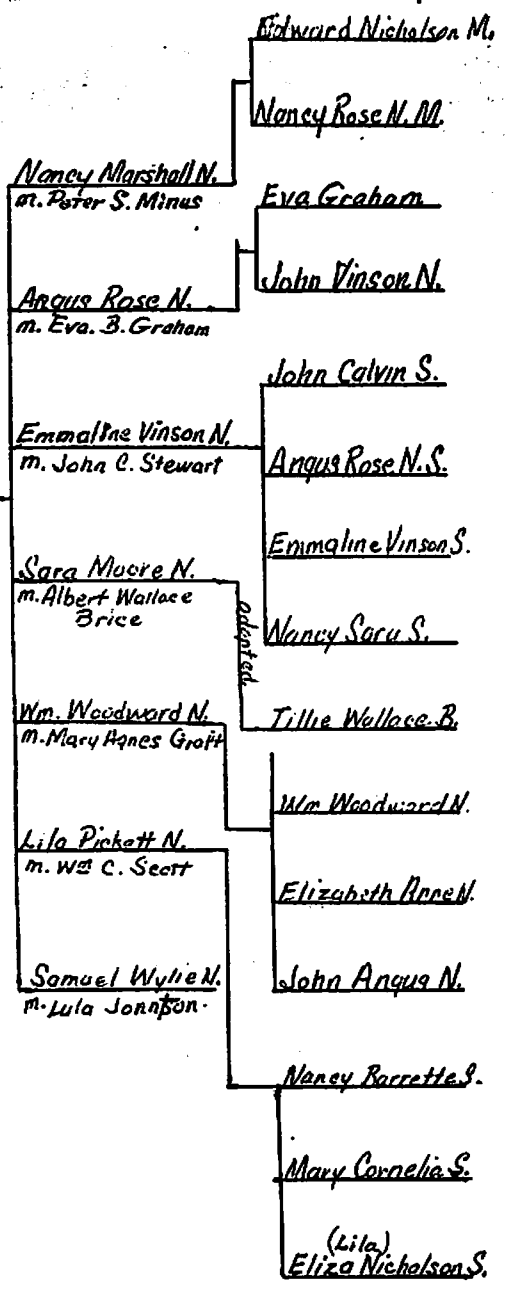 Edward Nicholson M.
Nancy Rose N. M.
Nancy Marshall N.
m. Peter S. Minus
Eva Graham
John Vinson N.
Angus Rose N.
m. Eva. B. Graham
John Calvin S.
Emmaline Vinson N.
m. John C. Stewart
Angus Rose N. S.
Emmaline Vinson S.
Sara Moore N.
m. Albert Wallace
Brice
adopted
Nancy Sara S.
Wm. Woodward N.
m. Mary Agnes Groft
Tillie Wallace B.
Wm Woodward N.
Lila Pickett N.
m. Wm C. Scott
Elizabeth Anne N.
Samuel Wylie N.
m. Lula Johnson.
John Angus N.
Nancy Barrette S.
Mary Cornelia S.
(Lila)
Eliza Nicholson S.